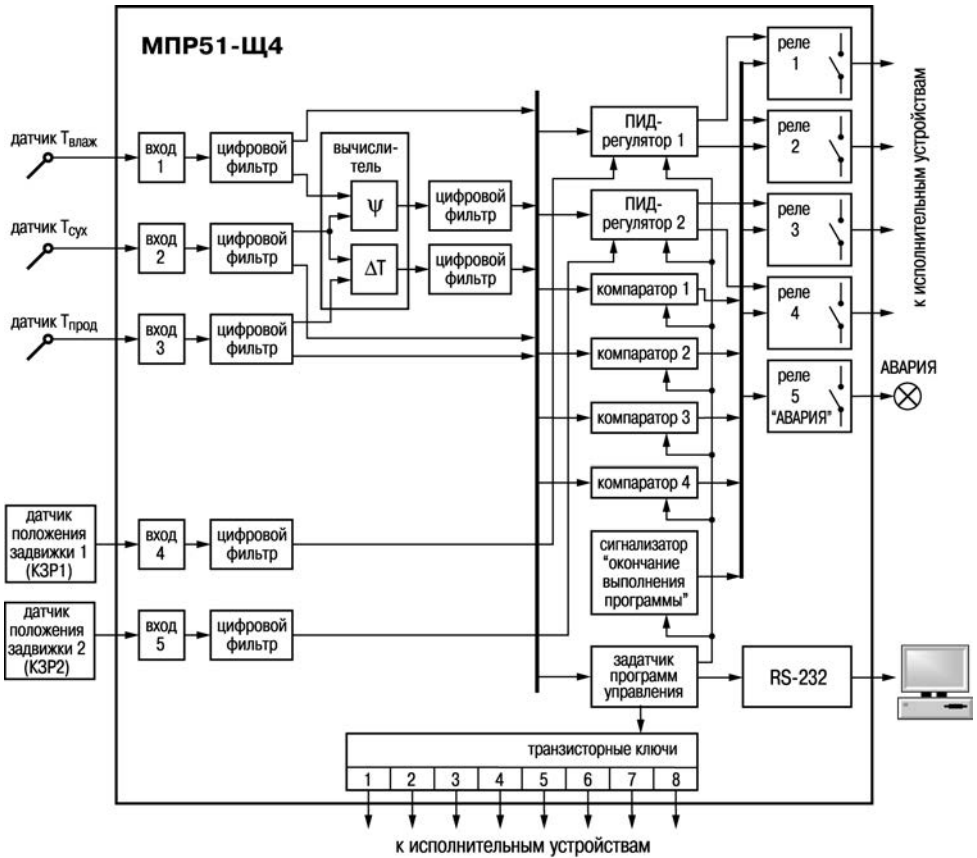 МПР51-Щ4
датчик Твлаж
вход
1
цифровой
фильтр
вычисли-
тель
ψ
цифровой
фильтр
датчик Тсух
вход
2
цифровой
фильтр
ΔT
цифровой
фильтр
датчик Тпрод
вход
3
цифровой
фильтр
датчик
положения
задвижки 1
(КЗР1)
вход
4
цифровой
фильтр
датчик
положения
задвижки 2
(КЗР2)
вход
5
цифровой
фильтр
ПИД-
регулятор 1
ПИД-
регулятор 2
компаратор 1
компаратор 2
компаратор 3
компаратор 4
сигнализатор
"окончание
выполнения
программы"
задатчик
программ
управления
RS-232
реле
1
реле
2
реле
3
реле
4
реле
5
"АВАРИЯ"
к исполнительным устройствам
АВАРИЯ
транзисторные ключи
1 2 3 4 5 6 7 8
к исполнительным устройствам